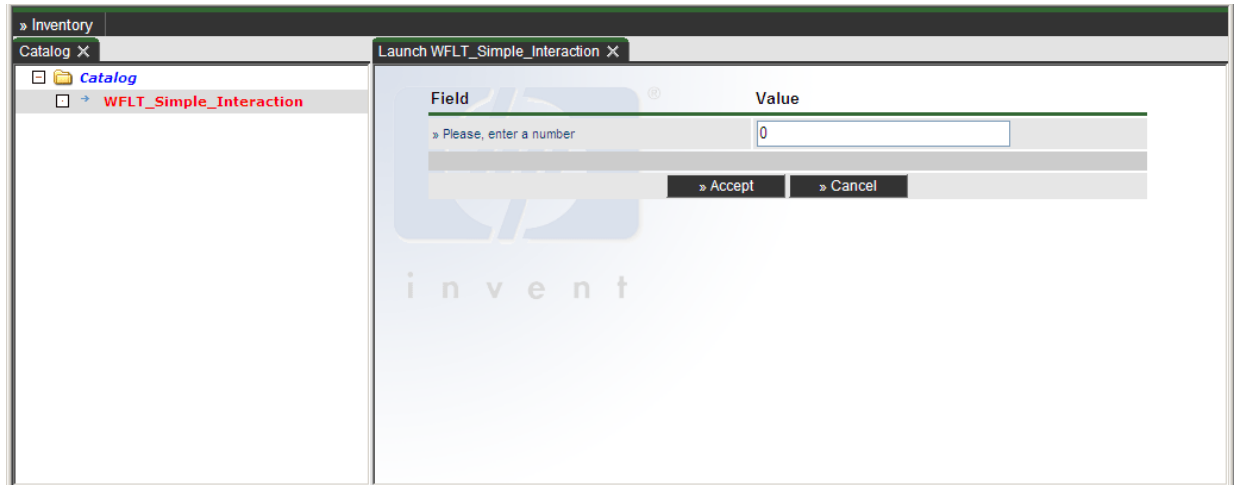 » Inventory
Catalog X
Launch WFLT_Simple_Interaction X
Catalog
WFLT_Simple_Interaction
Field Value
» Please, enter a number 0
» Accept » Cancel
®
invent